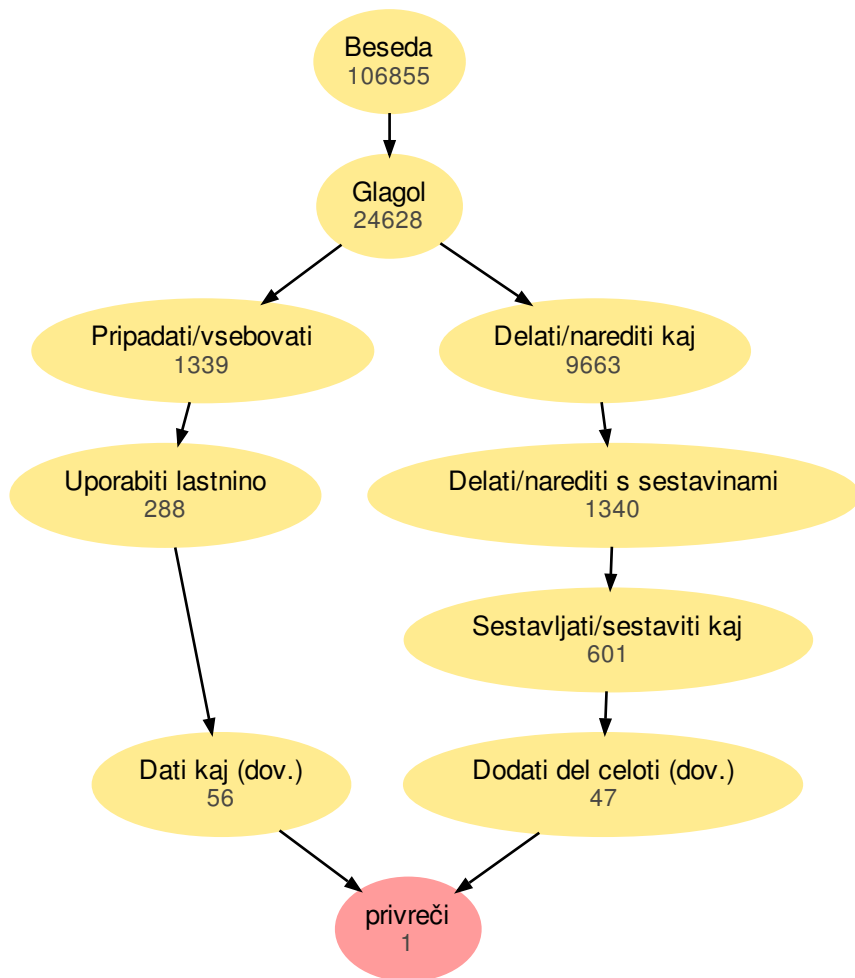 Beseda
106855
Glagol
24628
Pripadati/vsebovati
1339
Delati/narediti kaj
9663
Uporabiti lastnino
288
Delati/narediti s sestavinami
1340
Sestavljati/sestaviti kaj
601
Dati kaj (dov.)
56
Dodati del celoti (dov.)
47
privreči
1